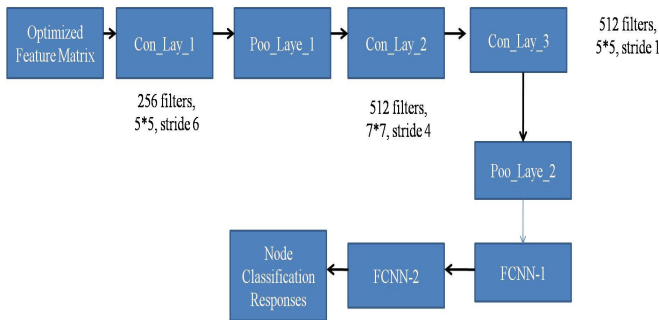 Optimized
Feature Matrix
Con_Lay_1
Poo_Laye_1
Con_Lay_2
Con_Lay_3
512 filters,
5*5, stride 1
256 filters,
5*5, stride 6
512 filters,
7*7, stride 4
Poo_Laye_2
FCNN-1
FCNN-2
Node
Classification
Responses